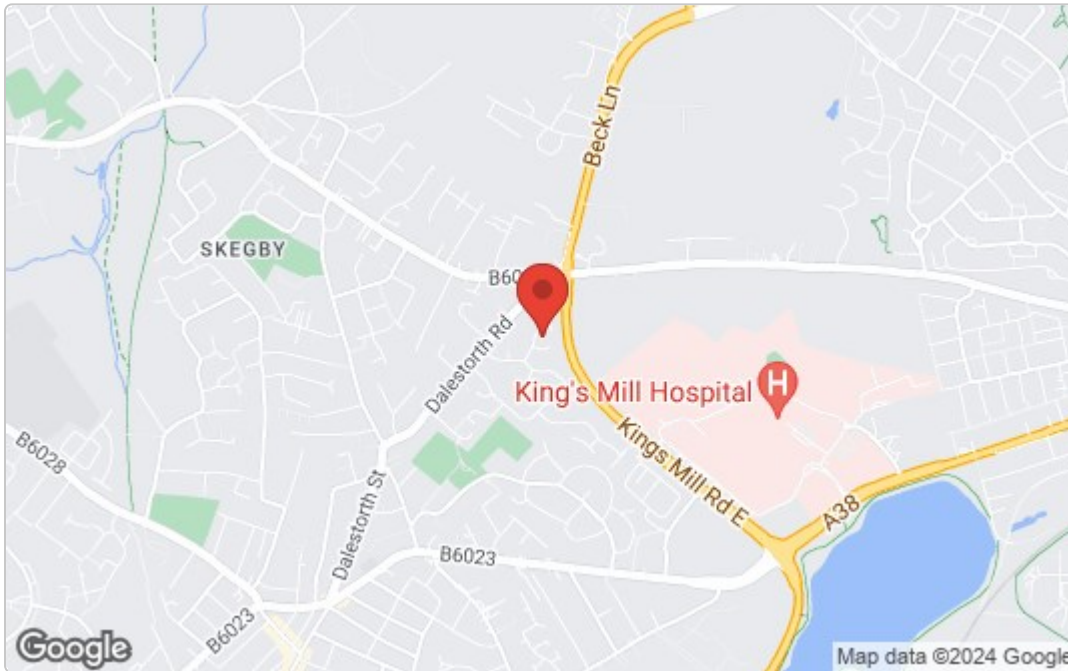 Beck Ln
SKEGBY
B60
Dalestorth Rd
King's Mill Hospital
H
Kings Mill Rd E
B6028
Dalestorth St
A38
B6023
B6023
Google
Map data ©2024 Google